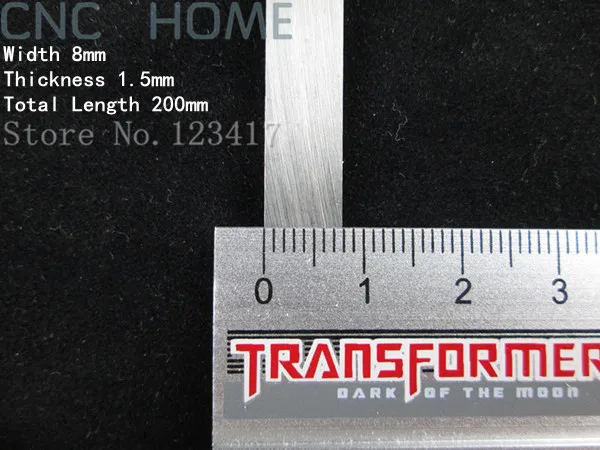 CNC HOME
Width 8mm
Thickness 1.5mm
Total Length 200mm
Store No.123417
0 1 2 3
TRANSFORMER
DARK OF THE MOON